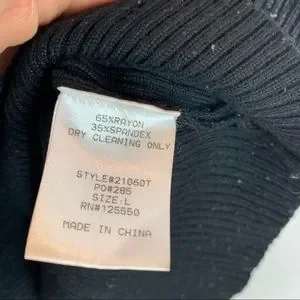 65%RAYON
35%SPANDEX
DRY CLEANING ONLY
STYLE#21060T
PO#285
SIZE:L
RN#125550
MADE IN CHINA